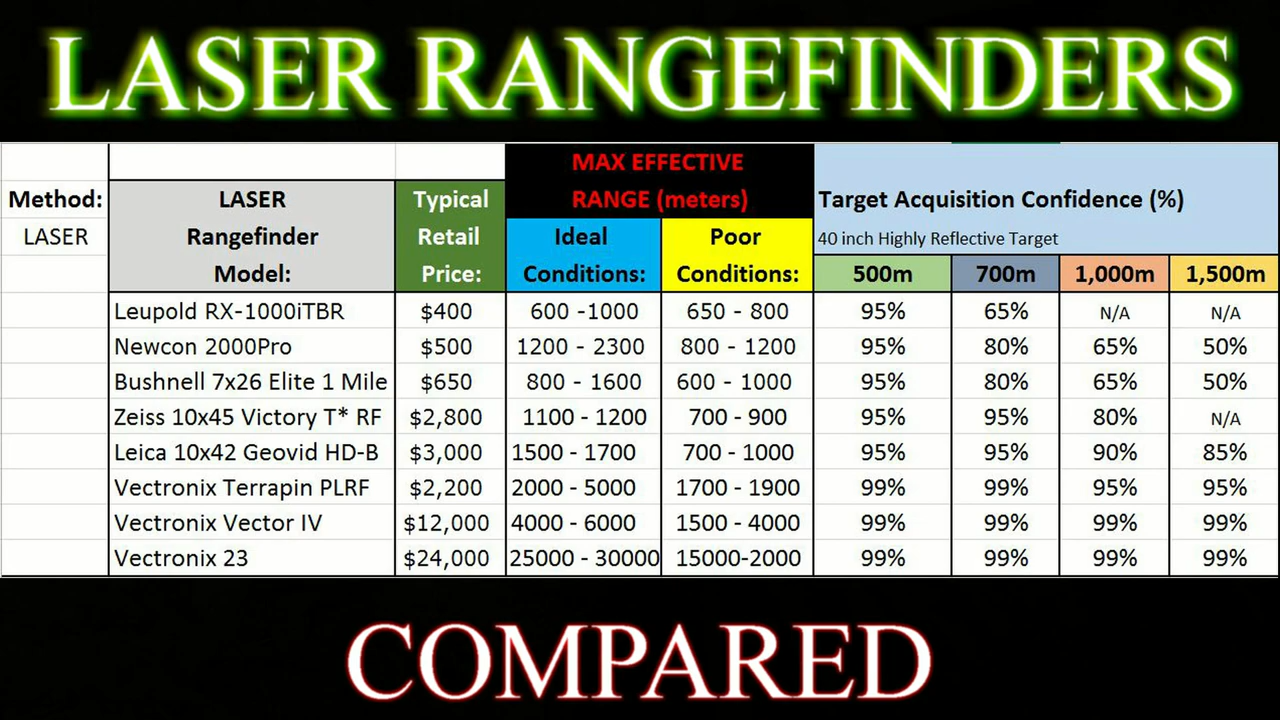 LASER RANGEFINDERS
MAX EFFECTIVE
Method: LASER Typical RANGE (meters) Target Acquisition Confidence (%)
LASER Rangefinder Retail Ideal Poor 40 inch Highly Reflective Target
Model: Price: Conditions: Conditions: 500m 700m 1,000m 1,500m
Leupold RX-1000iTBR $400 600 -1000 650 - 800 95% 65% N/A N/A
Newcon 2000Pro $500 1200 - 2300 800 - 1200 95% 80% 65% 50%
Bushnell 7x26 Elite 1 Mile $650 800 - 1600 600 - 1000 95% 80% 65% 50%
Zeiss 10x45 Victory T* RF $2,800 1100 - 1200 700 - 900 95% 95% 80% N/A
Leica 10x42 Geovid HD-B $3,000 1500 - 1700 700 - 1000 95% 95% 90% 85%
Vectronix Terrapin PLRF $2,200 2000 - 5000 1700 - 1900 99% 99% 95% 95%
Vectronix Vector IV $12,000 4000 - 6000 1500 - 4000 99% 99% 99% 99%
Vectronix 23 $24,000 25000 - 30000 15000-2000 99% 99% 99% 99%
COMPARED